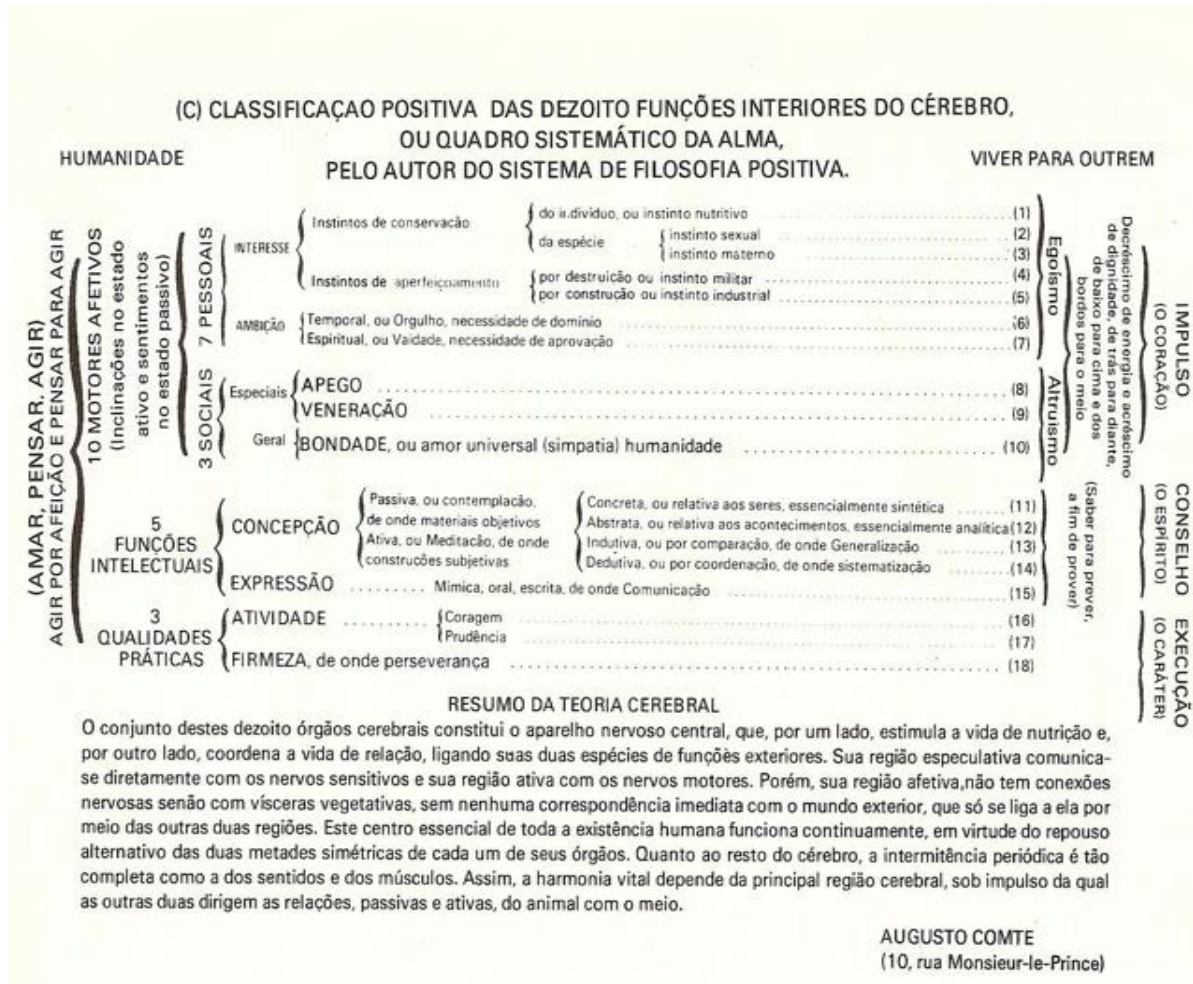 (C) CLASSIFICAÇAO POSITIVA DAS DEZOITO FUNÇÕES INTERIORES DO CÉREBRO,
OU QUADRO SISTEMÁTICO DA ALMA,
HUMANIDADE
VIVER PARA OUTREM
PELO AUTOR DO SISTEMA DE FILOSOFIA POSITIVA.
(AMAR, PENSAR, AGIR)
AGIR POR AFEIÇÃO E PENSAR PARA AGIR
10 MOTORES AFETIVOS
(Inclinações no estado
ativo e sentimentos
no estado passivo)
7 PESSOAIS
INTERESSE
Instintos de conservação
do indivíduo, ou instinto nutritivo (1)
da espécie
instinto sexual (2)
instinto materno (3)
Instintos de aperfeiçoamento
por destruição ou instinto militar (4)
por construção ou instinto industrial (5)
AMBIÇÃO
Temporal, ou Orgulho, necessidade de domínio (6)
Espiritual, ou Vaidade, necessidade de aprovação (7)
3 SOCIAIS
Especiais
APEGO (8)
VENERAÇÃO (9)
Geral
BONDADE, ou amor universal (simpatia) humanidade (10)
5
FUNÇÕES
INTELECTUAIS
CONCEPÇÃO
Passiva, ou contemplação,
de onde materiais objetivos
Ativa, ou Meditação, de onde
construções subjetivas
Concreta, ou relativa aos seres, essencialmente sintética (11)
Abstrata, ou relativa aos acontecimentos, essencialmente analítica (12)
Indutiva, ou por comparação, de onde Generalização (13)
Dedutiva, ou por coordenação, de onde sistematização (14)
EXPRESSÃO Mímica, oral, escrita, de onde Comunicação (15)
3
QUALIDADES
PRÁTICAS
ATIVIDADE
Coragem (16)
Prudência (17)
FIRMEZA, de onde perseverança (18)
Egoísmo
Altruísmo
Decréscimo de energia e acréscimo
de dignidade, de trás para diante,
de baixo para cima e dos
bordos para o meio
(Saber para prever,
a fim de prover)
IMPULSO
(O CORAÇÃO)
CONSELHO
(O ESPÍRITO)
EXECUÇÃO
(O CARÁTER)
RESUMO DA TEORIA CEREBRAL
O conjunto destes dezoito órgãos cerebrais constitui o aparelho nervoso central, que, por um lado, estimula a vida de nutrição e,
por outro lado, coordena a vida de relação, ligando suas duas espécies de funções exteriores. Sua região especulativa comunica-
se diretamente com os nervos sensitivos e sua região ativa com os nervos motores. Porém, sua região afetiva,não tem conexões
nervosas senão com vísceras vegetativas, sem nenhuma correspondência imediata com o mundo exterior, que só se liga a ela por
meio das outras duas regiões. Este centro essencial de toda a existência humana funciona continuamente, em virtude do repouso
alternativo das duas metades simétricas de cada um de seus órgãos. Quanto ao resto do cérebro, a intermitência periódica é tão
completa como a dos sentidos e dos músculos. Assim, a harmonia vital depende da principal região cerebral, sob impulso da qual
as outras duas dirigem as relações, passivas e ativas, do animal com o meio.
AUGUSTO COMTE
(10, rua Monsieur-le-Prince)